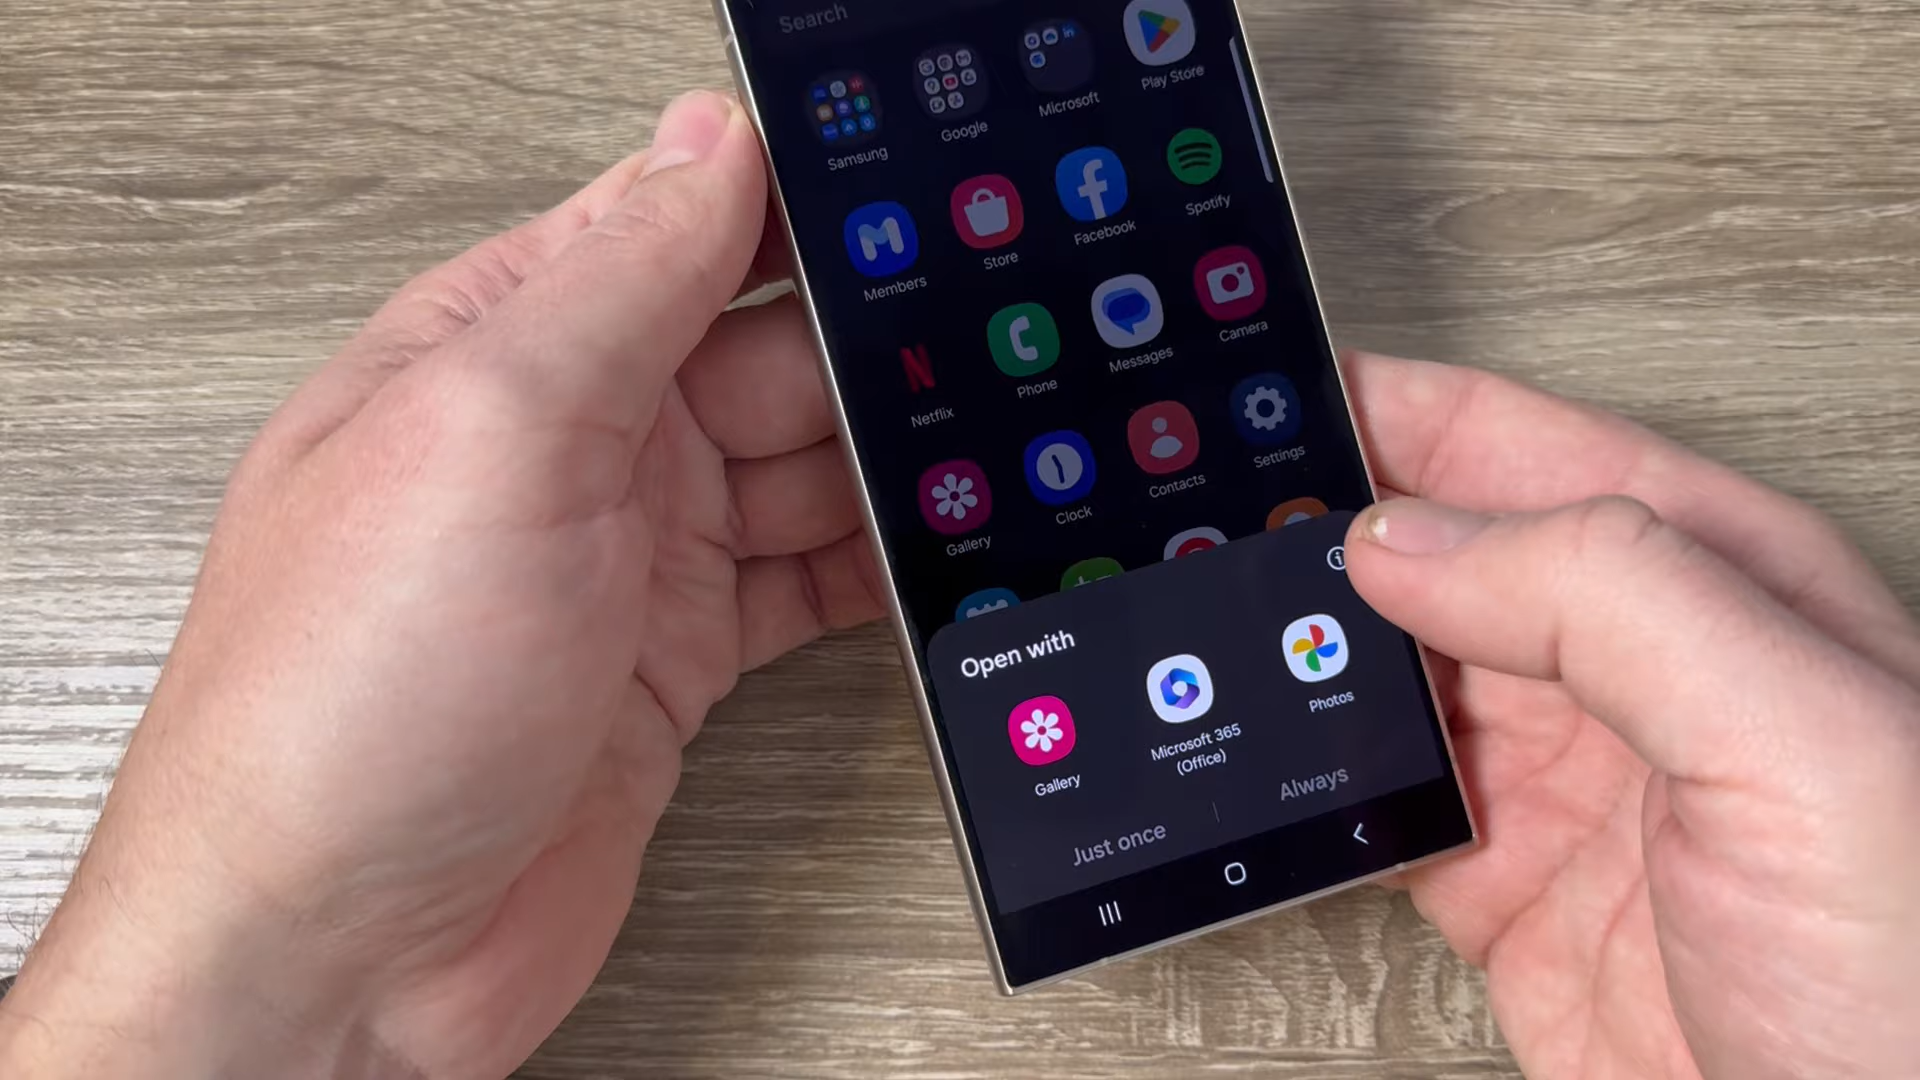 Search
Samsung
Google
Microsoft
Play Store
Members
Store
Facebook
Spotify
Netflix
Phone
Messages
Camera
Gallery
Clock
Contacts
Settings
Open with
Gallery
Microsoft 365
(Office)
Photos
Just once
Always